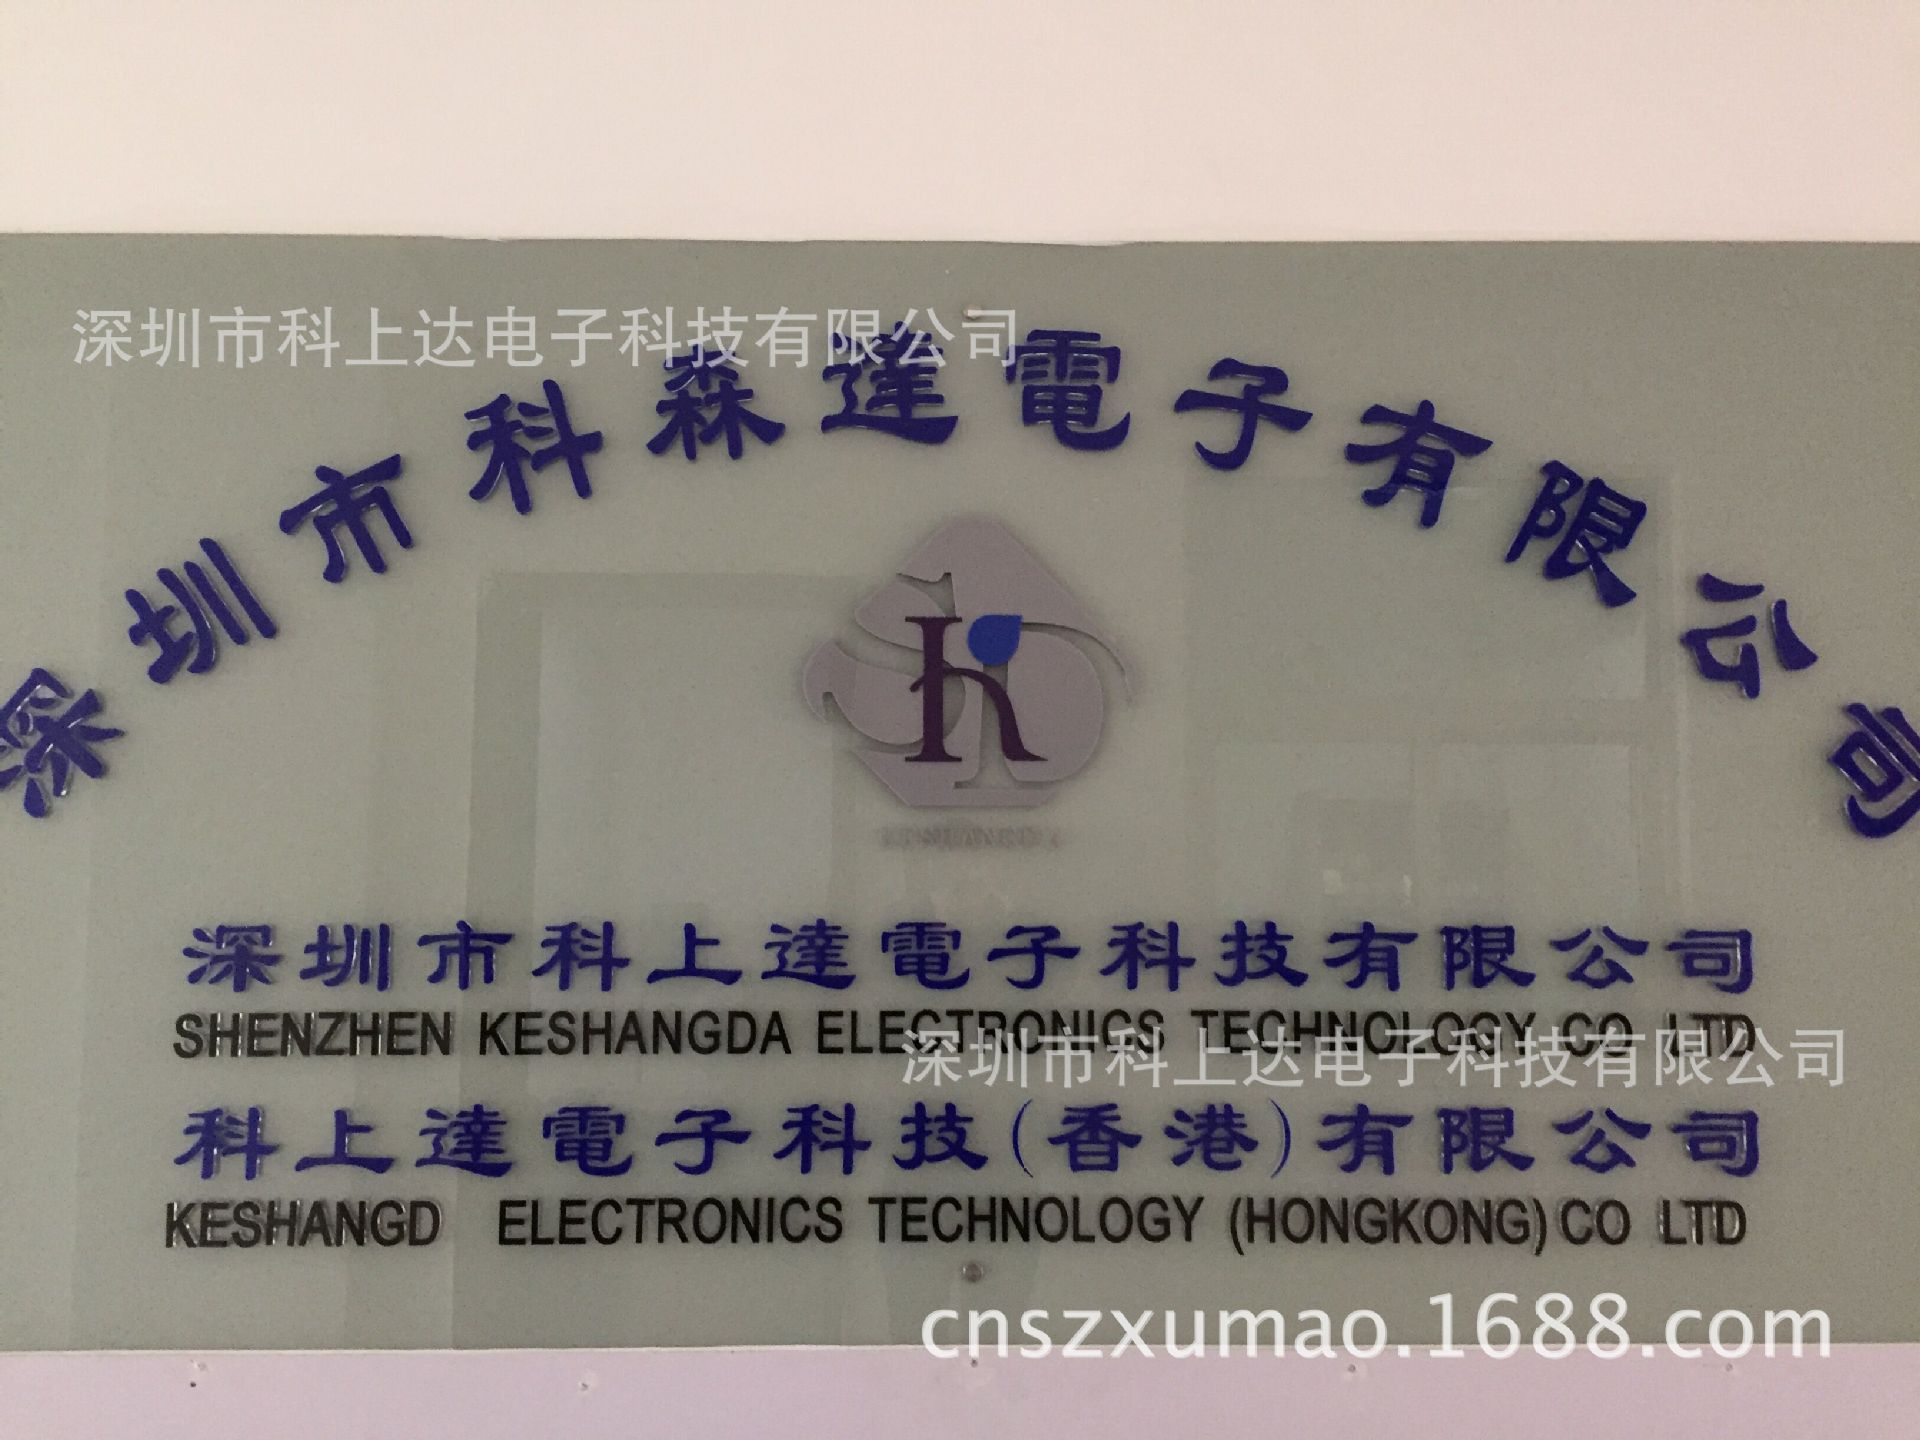 深圳市科上达电子科技有限公司
深圳市科森達電子有限公司
深圳市科上達電子科技有限公司
SHENZHEN KESHANGDA ELECTRONICS TECHNOLOGY CO LTD
深圳市科上达电子科技有限公司
科上達電子科技(香港)有限公司
KESHANGD ELECTRONICS TECHNOLOGY (HONGKONG) CO LTD
cnszxumao.1688.com